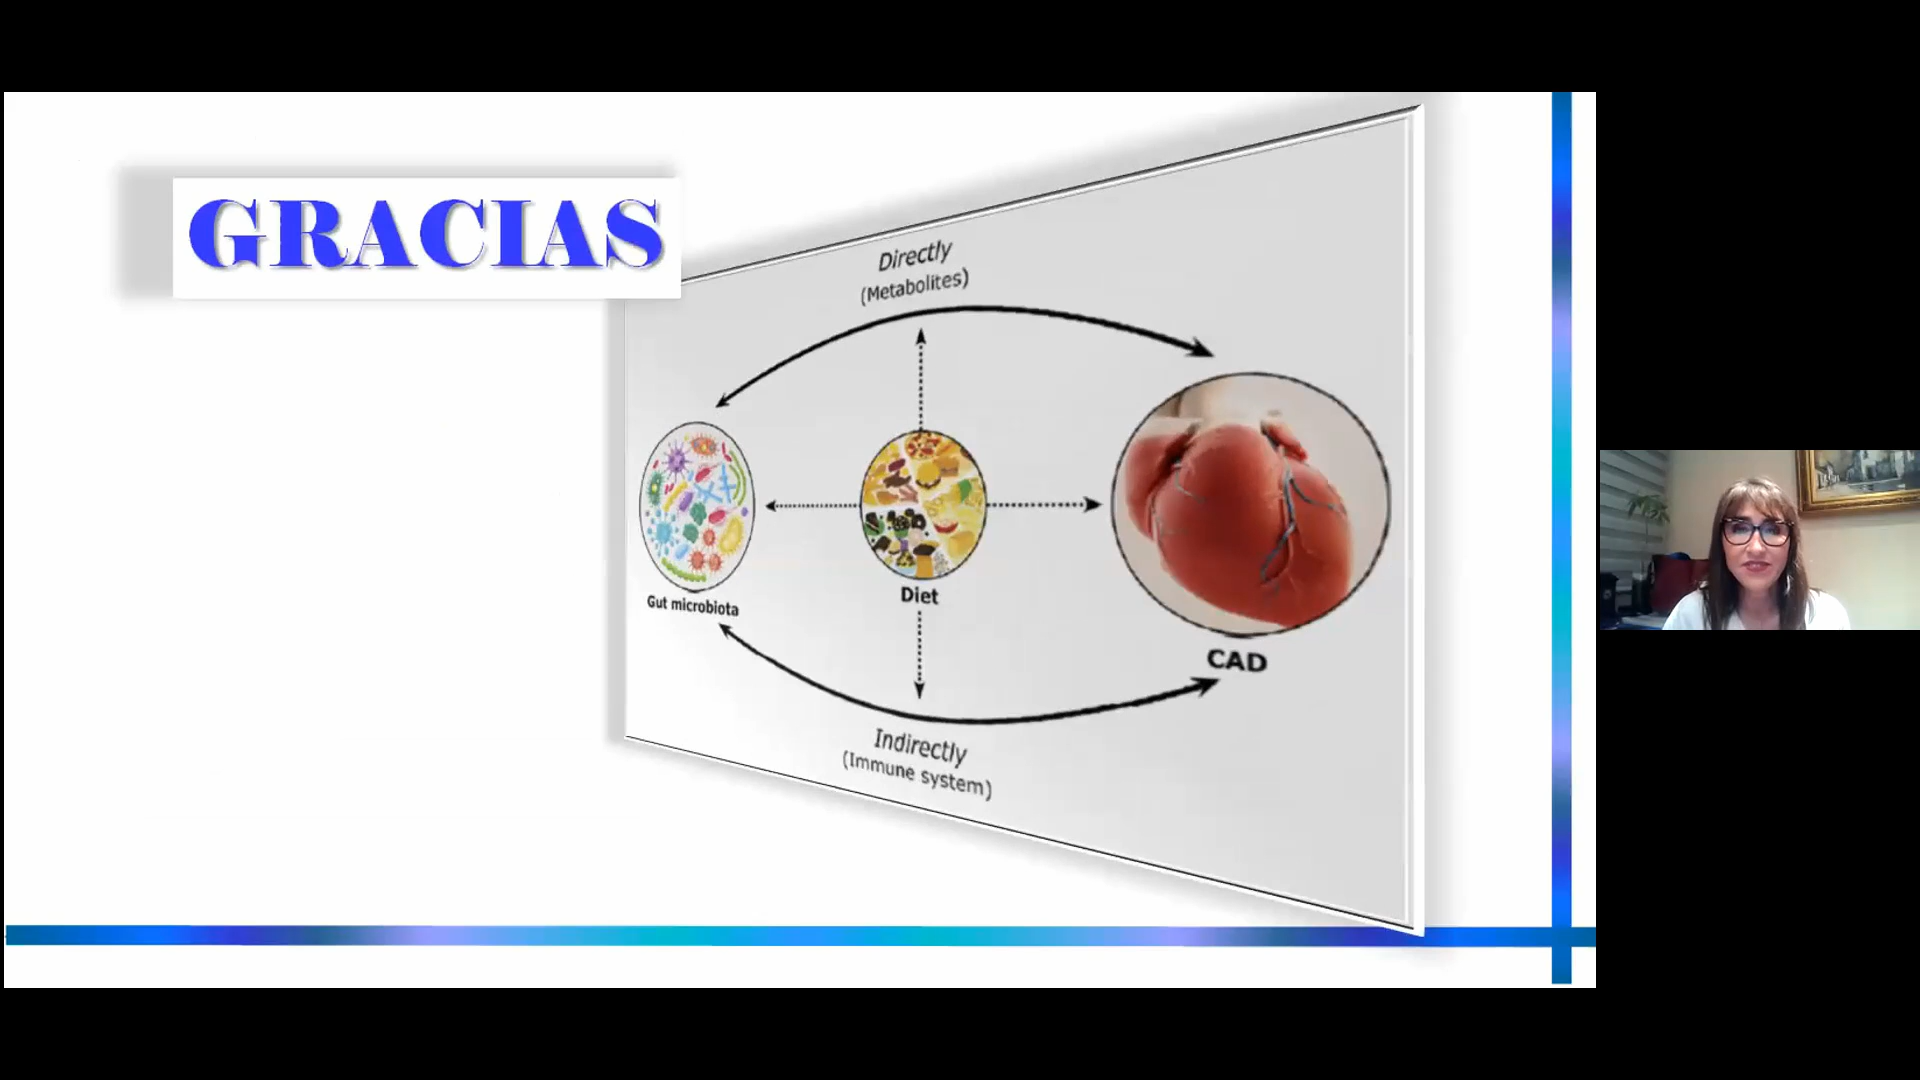 GRACIAS
Directly
(Metabolites)
Gut microbiota
Diet
CAD
Indirectly
(Immune system)